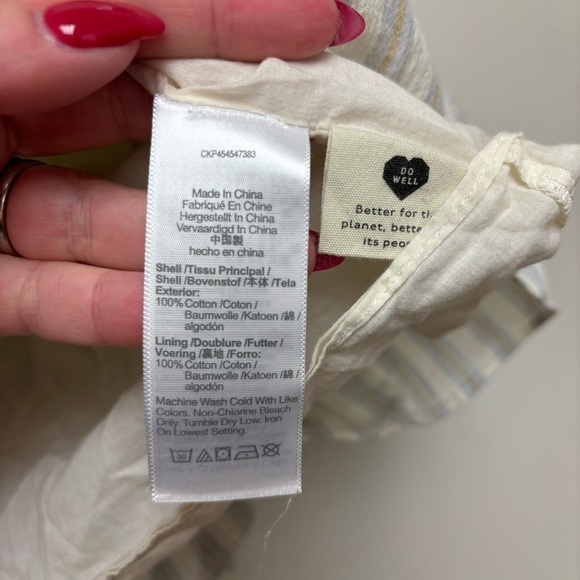 CKP454547383
Made In China
Fabriqué En Chine
Hergestellt In China
Vervaardigd In China
中国製
hecho en china
Shell /Tissu Principal /
Shell /Bovenstof /本体 /Tela
Exterior:
100% Cotton /Coton /
Baumwolle /Katoen /綿 /
algodón
Lining /Doublure /Futter /
Voering /裏地 /Forro:
100% Cotton /Coton /
Baumwolle /Katoen /綿 /
algodón
Machine Wash Cold With Like
Colors. Non-Chlorine Bleach
Only. Tumble Dry Low. Iron
On Lowest Setting.
30
DO
WELL
Better for
planet,
its